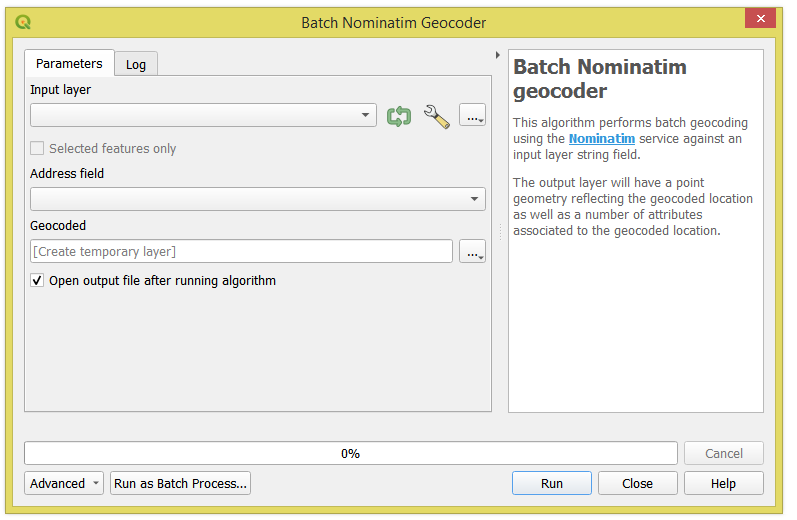 Batch Nominatim Geocoder
Parameters
Log
Input layer
...
Selected features only
Address field
Geocoded
[Create temporary layer]
...
Open output file after running algorithm
Batch Nominatim
geocoder
This algorithm performs batch geocoding
using the Nominatim service against an
input layer string field.
The output layer will have a point
geometry reflecting the geocoded location
as well as a number of attributes
associated to the geocoded location.
0%
Cancel
Advanced
Run as Batch Process...
Run
Close
Help